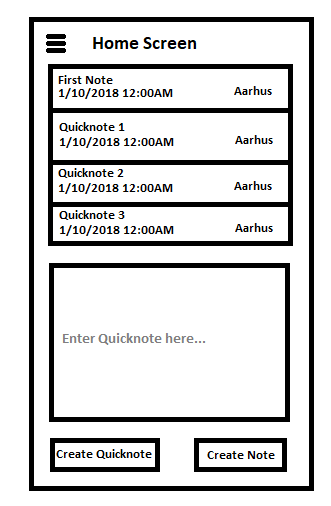 Home Screen
First Note
1/10/2018 12:00AM Aarhus
Quicknote 1
1/10/2018 12:00AM Aarhus
Quicknote 2
1/10/2018 12:00AM Aarhus
Quicknote 3
1/10/2018 12:00AM Aarhus
Enter Quicknote here...
Create Quicknote Create Note